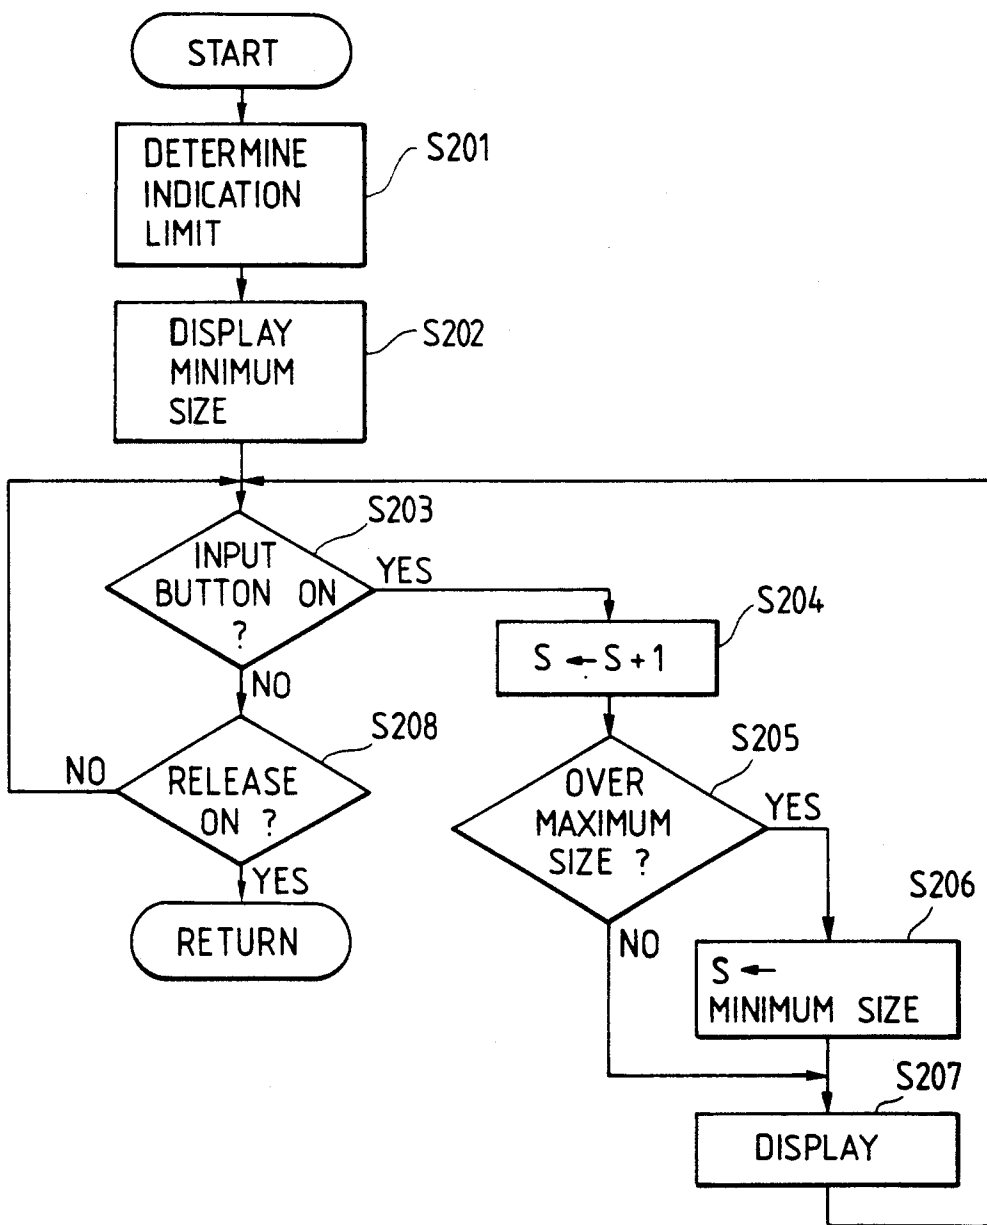 START
DETERMINE
INDICATION
LIMIT
S201
DISPLAY
MINIMUM
SIZE
S202
INPUT
BUTTON ON
?
S203
YES
NO
S ← S + 1
S204
RELEASE
ON ?
S208
NO
YES
RETURN
OVER
MAXIMUM
SIZE ?
S205
YES
NO
S ←
MINIMUM SIZE
S206
DISPLAY
S207